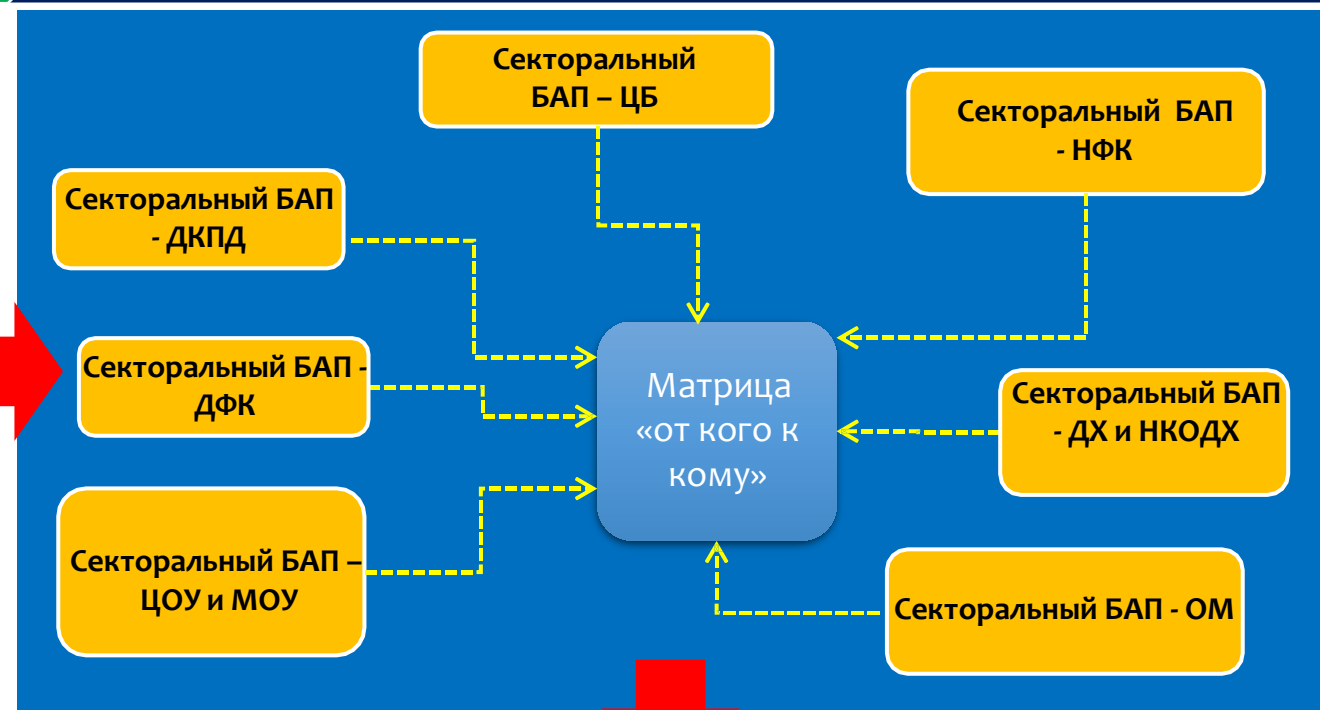 Секторальный
БАП – ЦБ
Секторальный БАП
- НФК
Секторальный БАП
- ДКПД
Секторальный БАП -
ДФК
Матрица
«от кого к
кому»
Секторальный БАП
- ДХ и НКОДХ
Секторальный БАП –
ЦОУ и МОУ
Секторальный БАП - ОМ